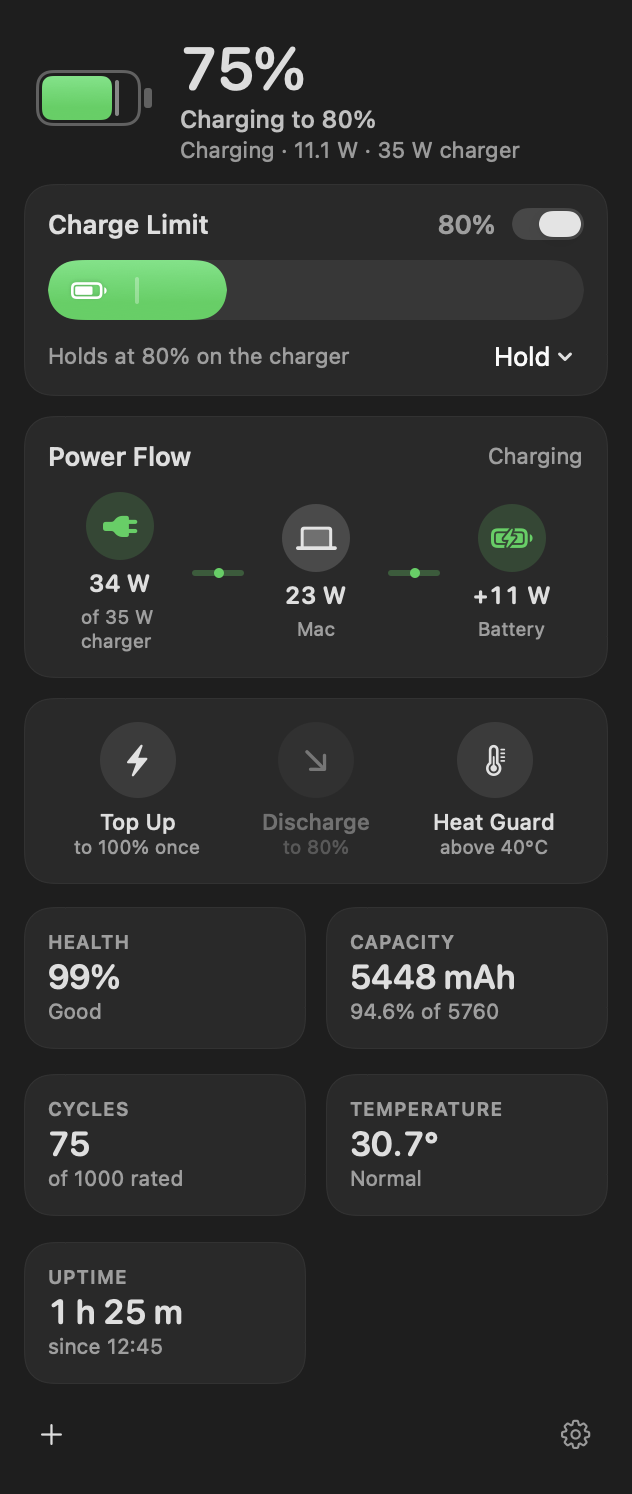 75%
Charging to 80%
Charging · 11.1 W · 35 W charger
Charge Limit
80%
Holds at 80% on the charger
Hold
Power Flow
Charging
34 W
of 35 W
charger
23 W
Mac
+11 W
Battery
Top Up
to 100% once
Discharge
to 80%
Heat Guard
above 40°C
HEALTH
99%
Good
CAPACITY
5448 mAh
94.6% of 5760
CYCLES
75
of 1000 rated
TEMPERATURE
30.7°
Normal
UPTIME
1 h 25 m
since 12:45